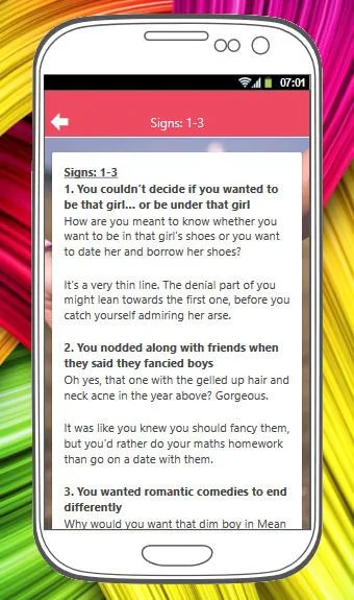 07:01
Signs: 1-3
Signs: 1-3
1. You couldn't decide if you wanted to
be that girl... or be under that girl
How are you meant to know whether you
want to be in that girl's shoes or you want
to date her and borrow her shoes?
It's a very thin line. The denial part of you
might lean towards the first one, before you
catch yourself admiring her arse.
2. You nodded along with friends when
they said they fancied boys
Oh yes, that one with the gelled up hair and
neck acne in the year above? Gorgeous.
It was like you knew you should fancy them,
but you'd rather do your maths homework
than go on a date with them.
3. You wanted romantic comedies to end
differently
Why would you want that dim boy in Mean